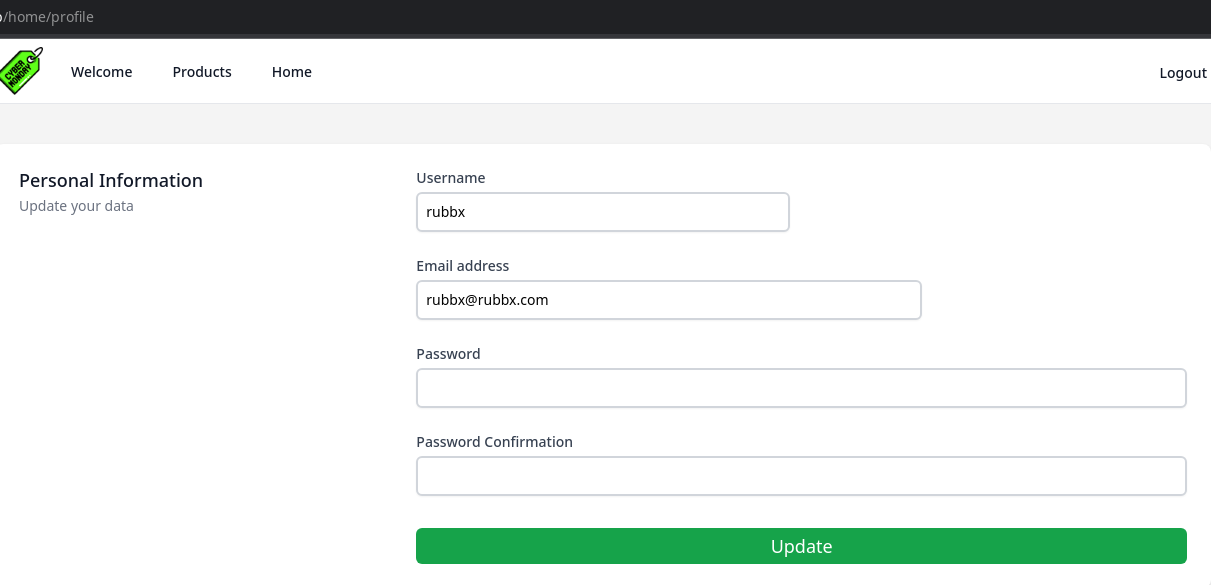 /home/profile
CYBER
MONDAY
Welcome
Products
Home
Logout
Personal Information
Update your data
Username
rubbx
Email address
rubbx@rubbx.com
Password
Password Confirmation
Update